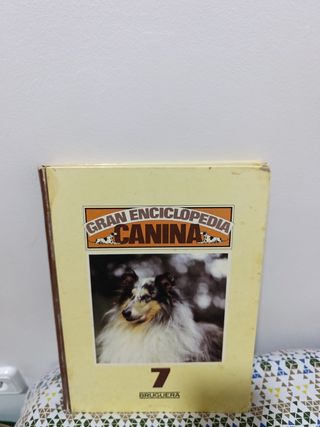 GRAN ENCICLOPEDIA
CANINA
7
BRUGUERA